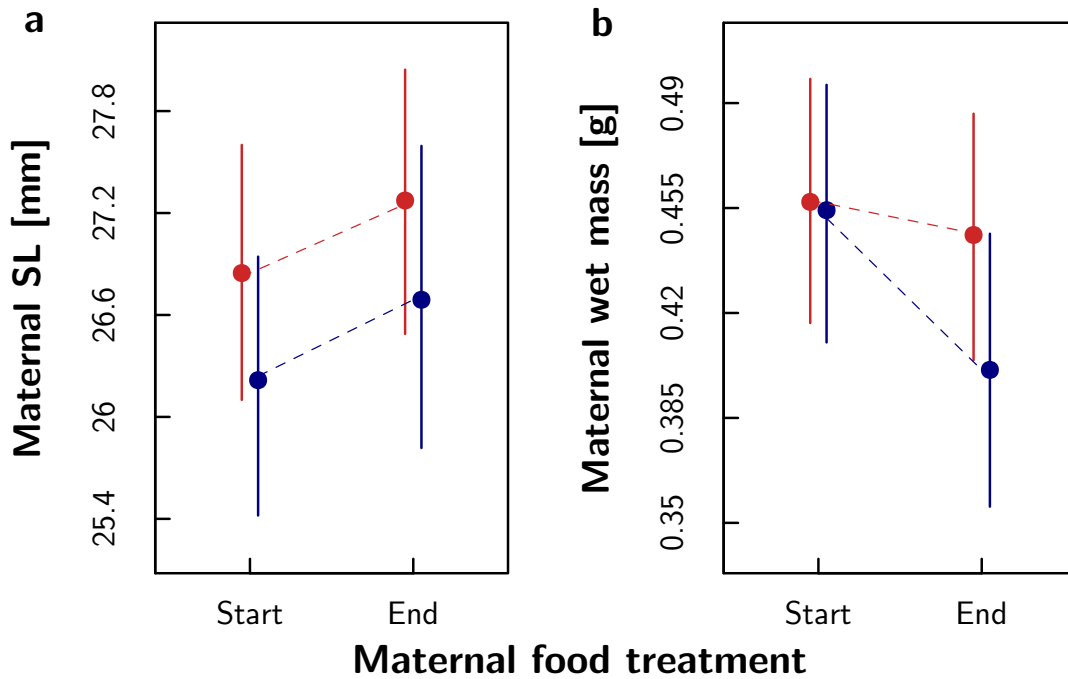 a
Maternal SL [mm]
27.8
27.2
26.6
26
25.4
Start
End
b
Maternal wet mass [g]
0.49
0.455
0.42
0.385
0.35
Start
End
Maternal food treatment